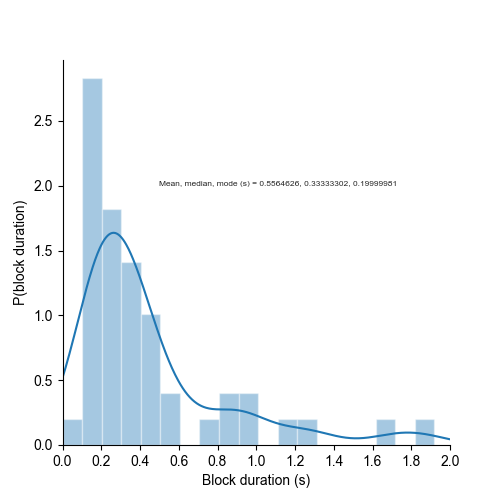 Mean, median, mode (s) = 0.5564626, 0.33333302, 0.19999981
P(block duration)
2.5
2.0
1.5
1.0
0.5
0.0
0.0 0.2 0.4 0.6 0.8 1.0 1.2 1.4 1.6 1.8 2.0
Block duration (s)